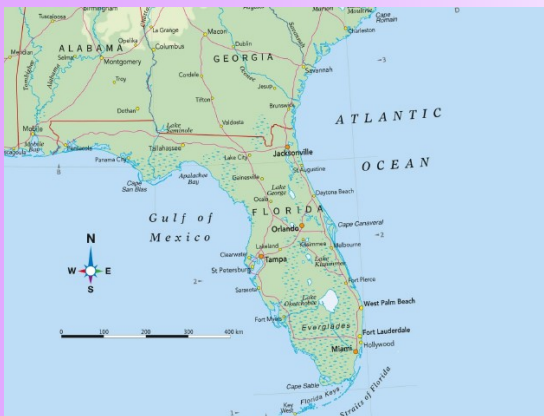 Birmingham
Tuscaloosa
La Grange
Macon
Savannah
Cape
Romain
Charleston
Opelika
Dublin
Meridian
ALABAMA
Selma
Columbus
Montgomery
GEORGIA
Tombigbee
Alabama
Cordele
Ocmulgee
Savannah
Troy
Jesup
Tifton
Dothan
Brunswick
Mobile
Lake
Seminole
Valdosta
ATLANTIC
Mobile
Bay
Pensacola
Tallahassee
Jacksonville
Panama City
Lake City
OCEAN
St Augustine
Cape
San Blas
Apalachee
Bay
Gainesville
Lake
George
Daytona Beach
Ocala
Gulf of
Mexico
FLORIDA
Cape Canaveral
Orlando
N
W
E
S
Lakeland
Kissimmee
Melbourne
Clearwater
Tampa
Lake
Kissimmee
St Petersburg
Fort Pierce
Sarasota
Lake
Okeechobee
West Palm Beach
Fort Myers
0
100
200
300
400 km
Everglades
Fort Lauderdale
Hollywood
Miami
Cape Sable
Florida Keys
Key
West
Straits of Florida